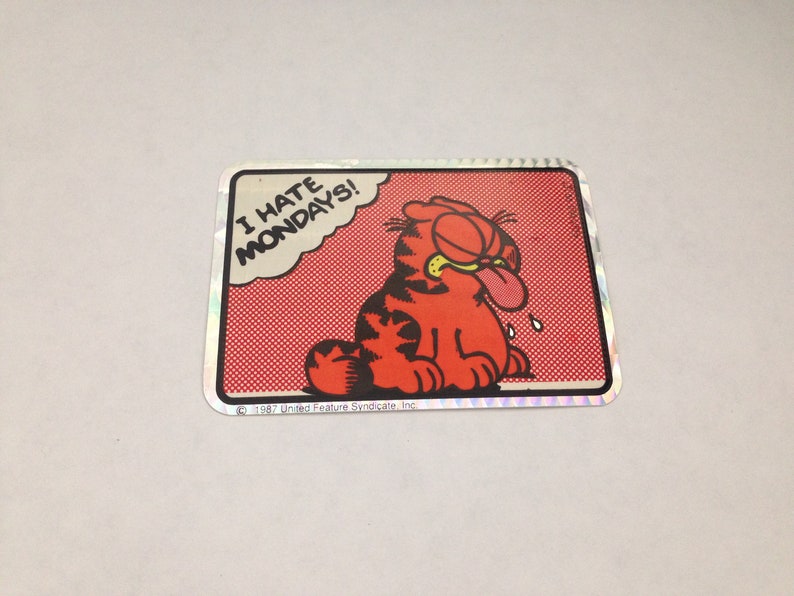 I HATE
MONDAYS!
© 1987 United Feature Syndicate, Inc.